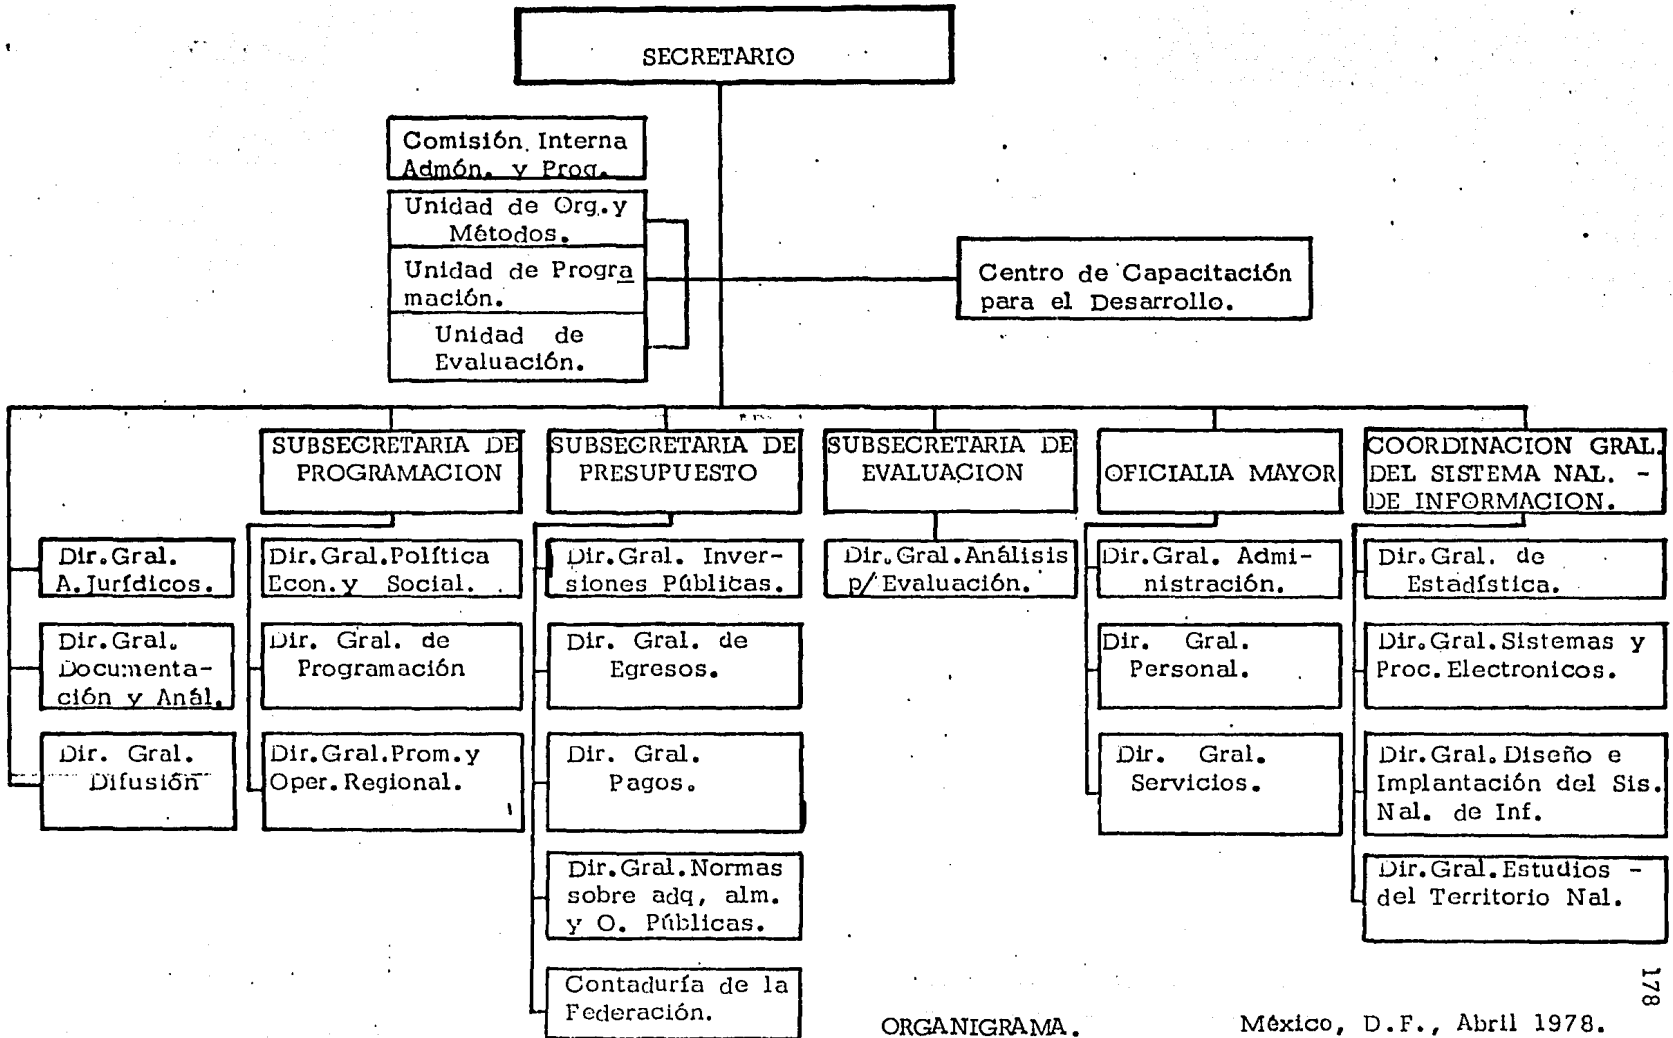 SECRETARIO
Comisión Interna
Admón. y Prog.
Unidad de Org. y
Métodos.
Unidad de Progra
mación.
Unidad de
Evaluación.
Centro de Capacitación
para el Desarrollo.
SUBSECRETARIA DE
PROGRAMACION
SUBSECRETARIA DE
PRESUPUESTO
SUBSECRETARIA DE
EVALUACION
OFICIALIA MAYOR
COORDINACION GRAL.
DEL SISTEMA NAL. -
DE INFORMACION.
Dir.Gral.
A.Jurídicos.
Dir.Gral.
Documenta-
ción y Anál.
Dir. Gral.
Difusión
Dir.Gral.Política
Econ.y Social.
Dir. Gral. de
Programación
Dir.Gral.Prom.y
Oper.Regional.
Dir.Gral. Inver-
siones Públicas.
Dir. Gral. de
Egresos.
Dir. Gral.
Pagos.
Dir.Gral.Normas
sobre adq, alm.
y O. Públicas.
Contaduría de la
Federación.
Dir.Gral.Análisis
p/Evaluación.
Dir.Gral. Admi-
nistración.
Dir. Gral.
Personal.
Dir. Gral.
Servicios.
Dir.Gral. de
Estadística.
Dir.Gral.Sistemas y
Proc.Electronicos.
Dir.Gral.Diseño e
Implantación del Sis.
Nal. de Inf.
Dir.Gral.Estudios -
del Territorio Nal.
178
ORGANIGRAMA.
México, D.F., Abril 1978.